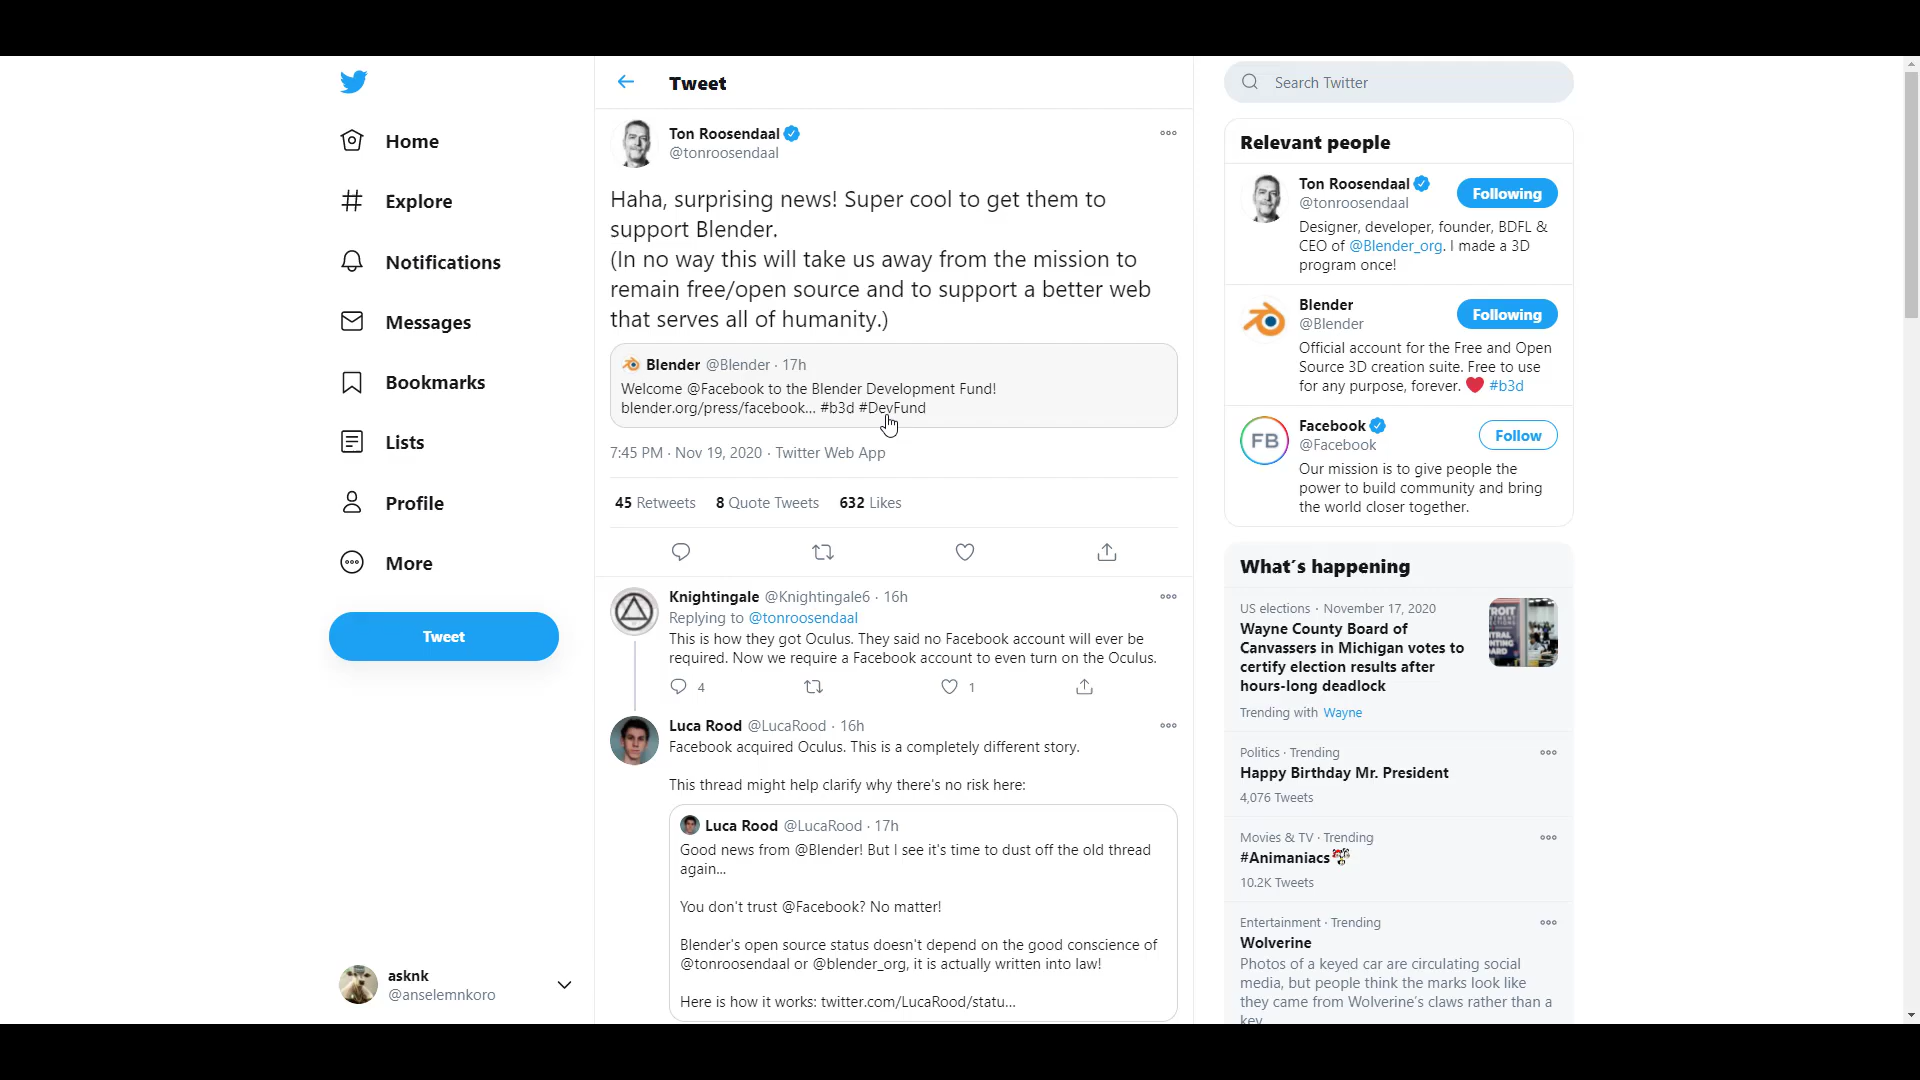 Home
Explore
Notifications
Messages
Bookmarks
Lists
Profile
More
Tweet
asknk
@anselemnkoro
Tweet
Ton Roosendaal
@tonroosendaal
Haha, surprising news! Super cool to get them to
support Blender.
(In no way this will take us away from the mission to
remain free/open source and to support a better web
that serves all of humanity.)
Blender @Blender · 17h
Welcome @Facebook to the Blender Development Fund!
blender.org/press/facebook... #b3d #DevFund
7:45 PM · Nov 19, 2020 · Twitter Web App
45 Retweets 8 Quote Tweets 632 Likes
Knightingale @Knightingale6 · 16h
Replying to @tonroosendaal
This is how they got Oculus. They said no Facebook account will ever be
required. Now we require a Facebook account to even turn on the Oculus.
4 1
Luca Rood @LucaRood · 16h
Facebook acquired Oculus. This is a completely different story.
This thread might help clarify why there's no risk here:
Luca Rood @LucaRood · 17h
Good news from @Blender! But I see it's time to dust off the old thread
again...
You don't trust @Facebook? No matter!
Blender's open source status doesn't depend on the good conscience of
@tonroosendaal or @blender_org, it is actually written into law!
Here is how it works: twitter.com/LucaRood/statu...
Search Twitter
Relevant people
Ton Roosendaal
@tonroosendaal
Following
Designer, developer, founder, BDFL &
CEO of @Blender_org. I made a 3D
program once!
Blender
@Blender
Following
Official account for the Free and Open
Source 3D creation suite. Free to use
for any purpose, forever. ❤️ #b3d
FB
Facebook
@Facebook
Follow
Our mission is to give people the
power to build community and bring
the world closer together.
What's happening
US elections · November 17, 2020
Wayne County Board of
Canvassers in Michigan votes to
certify election results after
hours-long deadlock
Trending with Wayne
Politics · Trending
Happy Birthday Mr. President
4,076 Tweets
Movies & TV · Trending
#Animaniacs
10.2K Tweets
Entertainment · Trending
Wolverine
Photos of a keyed car are circulating social
media, but people think the marks look like
they came from Wolverine's claws rather than a
key